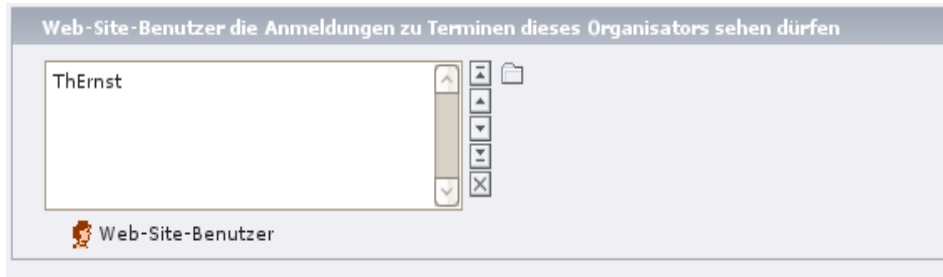 Web-Site-Benutzer die Anmeldungen zu Terminen dieses Organisators sehen dürfen
ThErnst
Web-Site-Benutzer